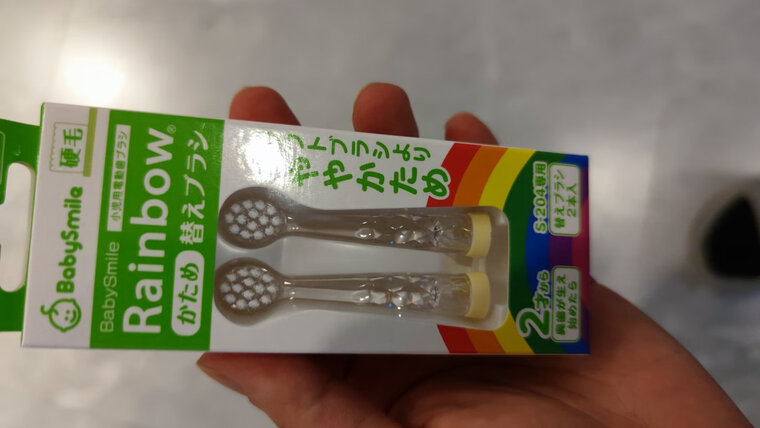 BabySmile
硬毛
小児用電動歯ブラシ
BabySmile
Rainbow®
かため
替えブラシ
ソフトブラシより
ややかため
S-204専用
替えブラシ
2本入
2才から
奥歯が生え
始めたら